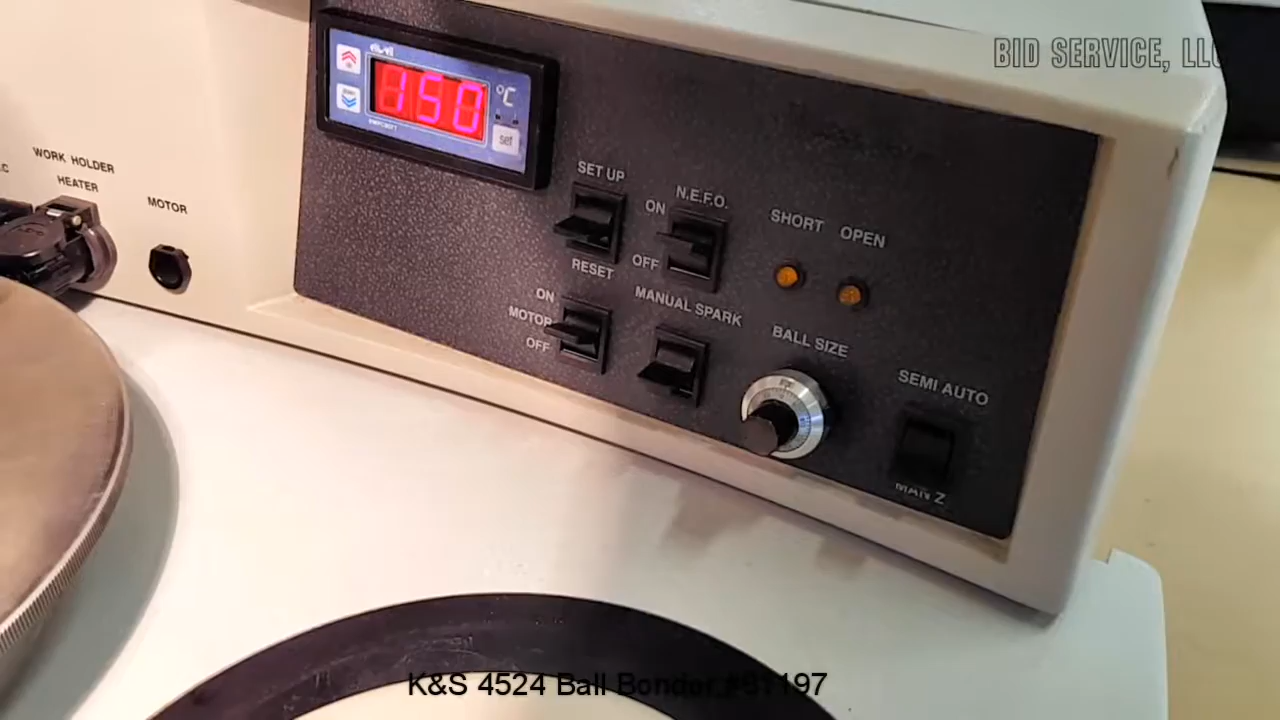 BID SERVICE, LLC
150
°C
set
WORK HOLDER
HEATER
MOTOR
SET UP
RESET
N.E.F.O.
ON
OFF
SHORT
OPEN
ON
MOTOR
OFF
MANUAL SPARK
BALL SIZE
SEMI AUTO
MAN Z
K&S 4524 Ball Bonder #61197